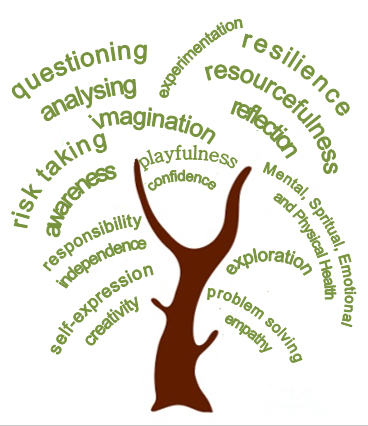 questioning
experimentation
resilience
analysing
resourcefulness
imagination
reflection
risk taking
playfulness
awareness
confidence
Mental, Spritual, Emotional
and Physical Health
responsibility
independence
exploration
self-expression
creativity
problem solving
empathy